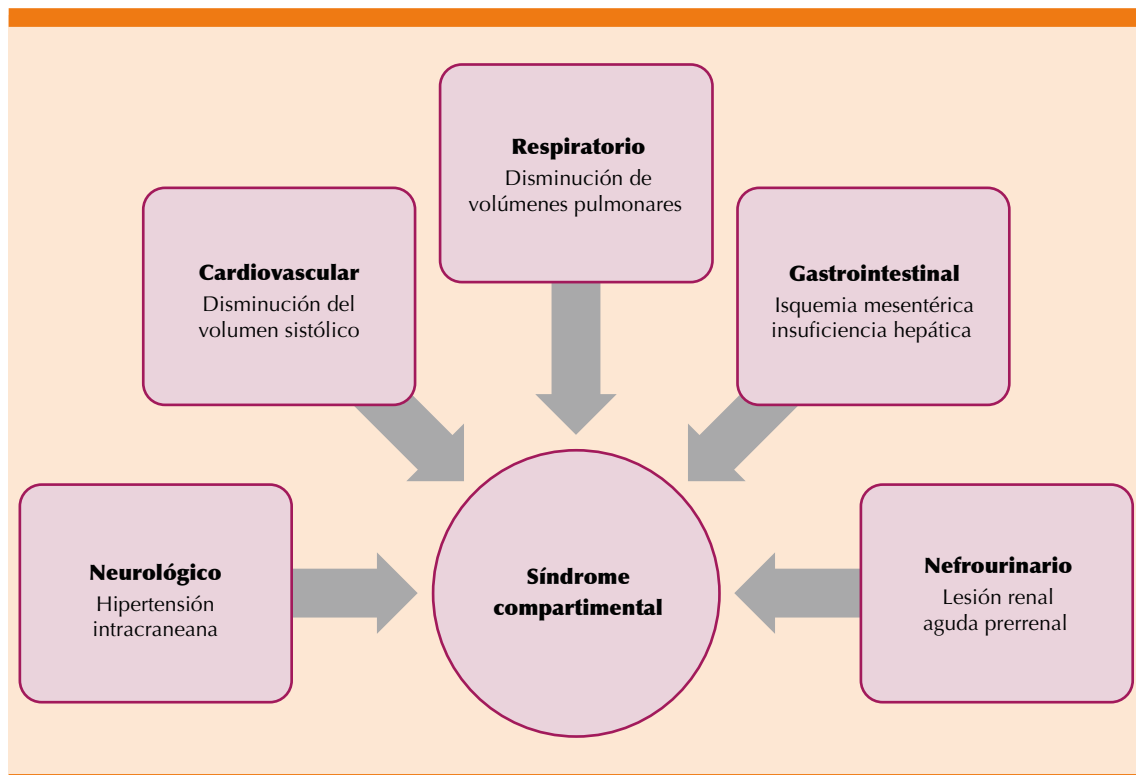 Respiratorio
Disminución de
volúmenes pulmonares
Cardiovascular
Disminución del
volumen sistólico
Gastrointestinal
Isquemia mesentérica
insuficiencia hepática
Neurológico
Hipertensión
intracraneana
Síndrome
compartimental
Nefrourinario
Lesión renal
aguda prerrenal